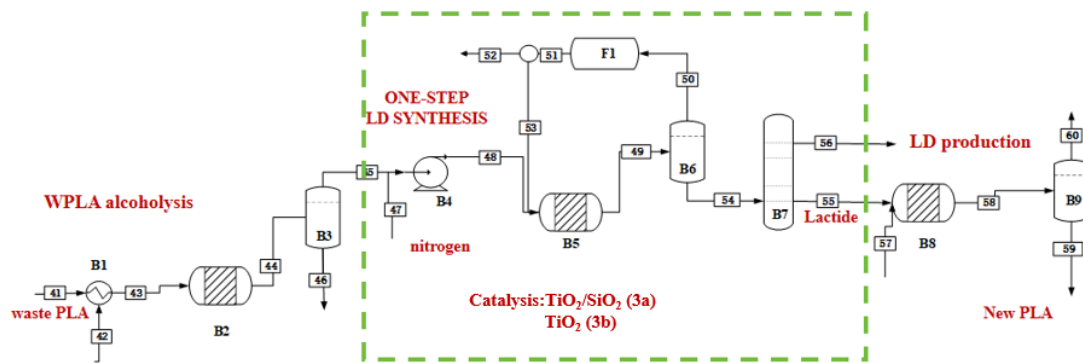 52
51
F1
50
ONE-STEP
LD SYNTHESIS
53
60
48
49
B6
56
LD production
B4
B9
WPLA alcoholysis
47
54
55
58
B3
B7
Lactide
nitrogen
B5
57
B8
44
46
59
B1
41
43
waste PLA
B2
42
Catalysis:TiO₂/SiO₂ (3a)
TiO₂ (3b)
New PLA